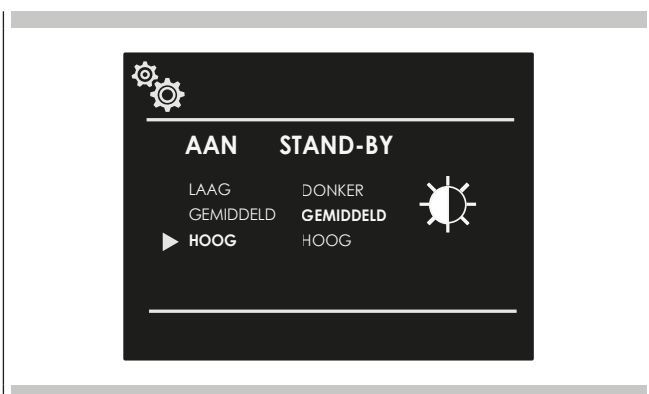 AAN STAND-BY
LAAG DONKER
GEMIDDELD GEMIDDELD
HOOG HOOG